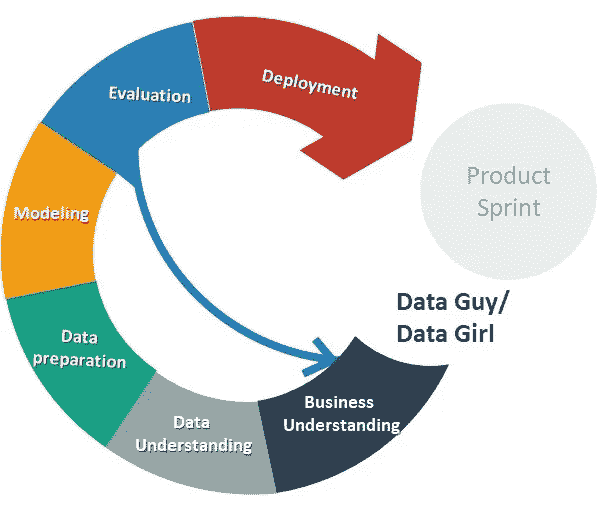 Deployment
Evaluation
Product
Sprint
Modeling
Data Guy/
Data Girl
Data
preparation
Business
Understanding
Data
Understanding